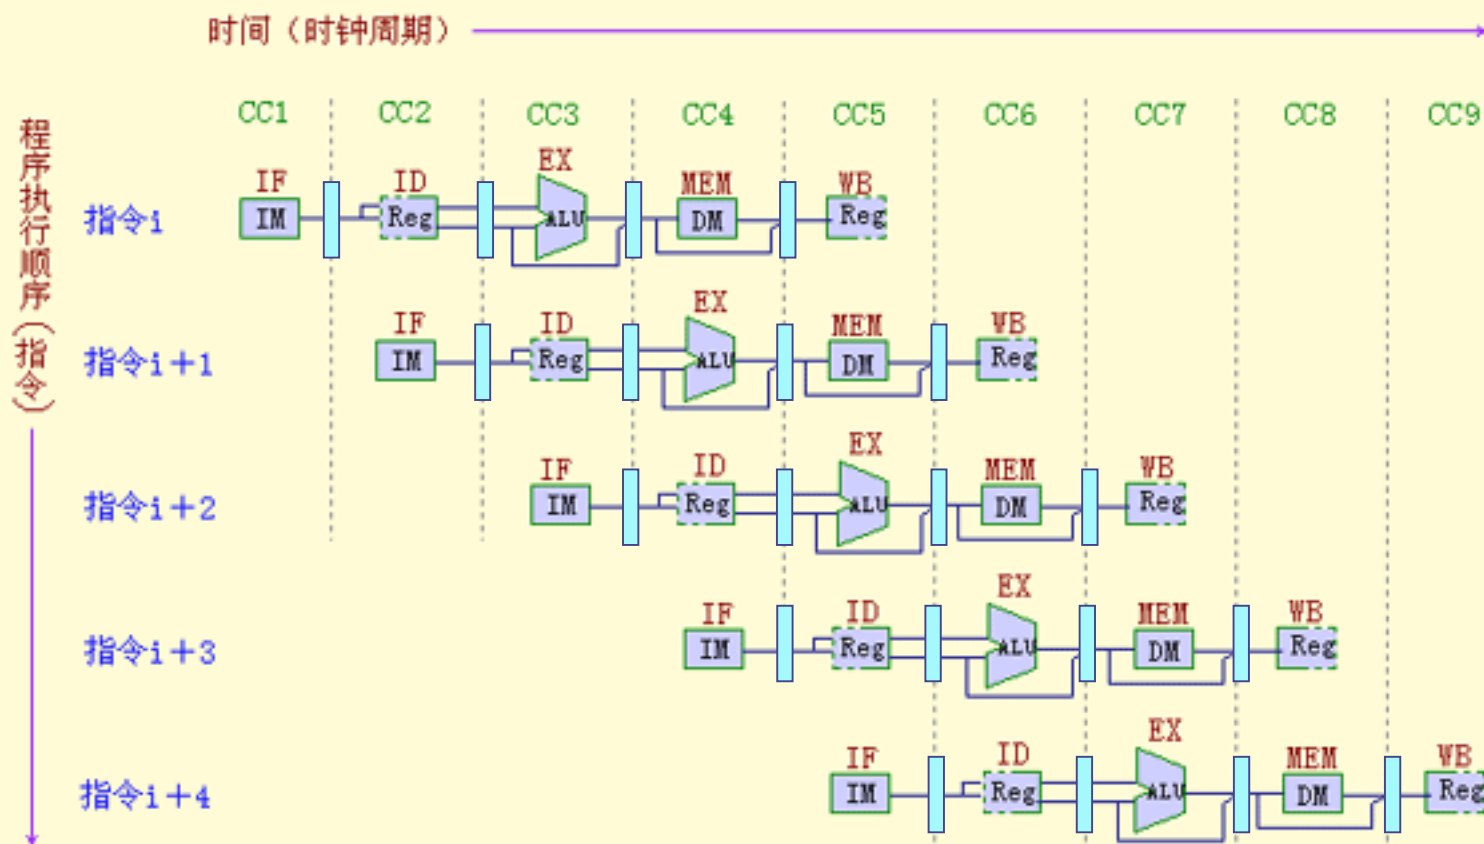 时间（时钟周期）
CC1 CC2 CC3 CC4 CC5 CC6 CC7 CC8 CC9
程序执行顺序（指令）
IF ID EX MEM WB
指令i IM Reg ALU DM Reg
IF ID EX MEM WB
指令i+1 IM Reg ALU DM Reg
IF ID EX MEM WB
指令i+2 IM Reg ALU DM Reg
IF ID EX MEM WB
指令i+3 IM Reg ALU DM Reg
IF ID EX MEM WB
指令i+4 IM Reg ALU DM Reg